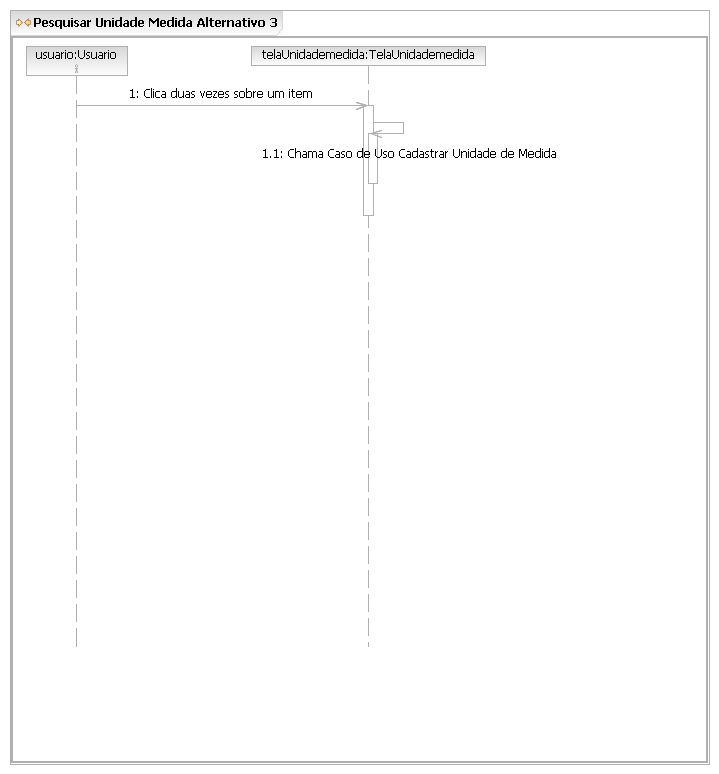 Pesquisar Unidade Medida Alternativo 3
usuario:Usuario
telaUnidademedida:TelaUnidademedida
1: Clica duas vezes sobre um item
1.1: Chama Caso de Uso Cadastrar Unidade de Medida